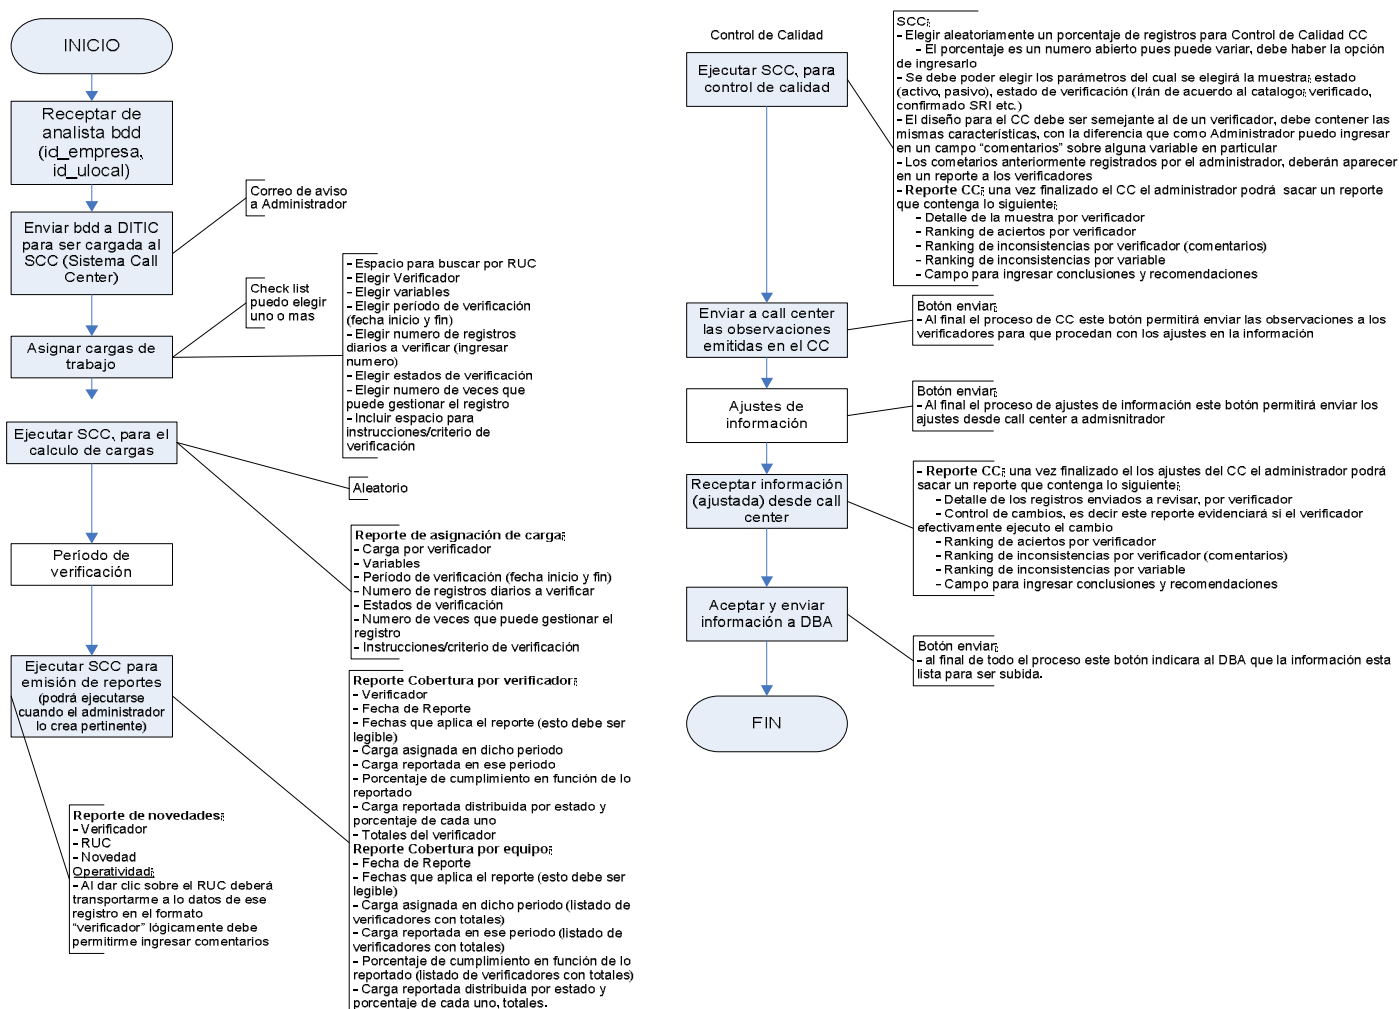 INICIO
Receptar de
analista bdd
(id_empresa,
id_ulocal)
Enviar bdd a DITIC
para ser cargada al
SCC (Sistema Call
Center)
Correo de aviso
a Administrador
Asignar cargas de
trabajo
Check list
puedo elegir
uno o mas
- Espacio para buscar por RUC
- Elegir Verificador
- Elegir variables
- Elegir período de verificación
(fecha inicio y fin)
- Elegir numero de registros
diarios a verificar (ingresar
numero)
- Elegir estados de verificación
- Elegir numero de veces que
puede gestionar el registro
- Incluir espacio para
instrucciones/criterio de
verificación
Ejecutar SCC, para el
calculo de cargas
Aleatorio
Reporte de asignación de carga:
- Carga por verificador
- Variables
- Período de verificación (fecha inicio y fin)
- Numero de registros diarios a verificar
- Estados de verificación
- Numero de veces que puede gestionar el
registro
- Instrucciones/criterio de verificación
Período de
verificación
Ejecutar SCC para
emisión de reportes
(podrá ejecutarse
cuando el administrador
lo crea pertinente)
Reporte de novedades:
- Verificador
- RUC
- Novedad
Operatividad:
- Al dar clic sobre el RUC deberá
transportarme a lo datos de ese
registro en el formato
"verificador" lógicamente debe
permitirme ingresar comentarios
Reporte Cobertura por verificador:
- Verificador
- Fecha de Reporte
- Fechas que aplica el reporte (esto debe ser
legible)
- Carga asignada en dicho periodo
- Carga reportada en ese periodo
- Porcentaje de cumplimiento en función de lo
reportado
- Carga reportada distribuida por estado y
porcentaje de cada uno
- Totales del verificador
Reporte Cobertura por equipo:
- Fecha de Reporte
- Fechas que aplica el reporte (esto debe ser
legible)
- Carga asignada en dicho periodo (listado de
verificadores con totales)
- Carga reportada en ese periodo (listado de
verificadores con totales)
- Porcentaje de cumplimiento en función de lo
reportado (listado de verificadores con totales)
- Carga reportada distribuida por estado y
porcentaje de cada uno, totales.
Control de Calidad
Ejecutar SCC, para
control de calidad
SCC:
- Elegir aleatoriamente un porcentaje de registros para Control de Calidad CC
- El porcentaje es un numero abierto pues puede variar, debe haber la opción
de ingresarlo
- Se debe poder elegir los parámetros del cual se elegirá la muestra: estado
(activo, pasivo), estado de verificación (Irán de acuerdo al catalogo: verificado,
confirmado SRI etc.)
- El diseño para el CC debe ser semejante al de un verificador, debe contener las
mismas características, con la diferencia que como Administrador puedo ingresar
en un campo "comentarios" sobre alguna variable en particular
- Los cometarios anteriormente registrados por el administrador, deberán aparecer
en un reporte a los verificadores
- Reporte CC: una vez finalizado el CC el administrador podrá sacar un reporte
que contenga lo siguiente:
- Detalle de la muestra por verificador
- Ranking de aciertos por verificador
- Ranking de inconsistencias por verificador (comentarios)
- Ranking de inconsistencias por variable
- Campo para ingresar conclusiones y recomendaciones
Enviar a call center
las observaciones
emitidas en el CC
Botón enviar:
- Al final el proceso de CC este botón permitirá enviar las observaciones a los
verificadores para que procedan con los ajustes en la información
Ajustes de
información
Botón enviar:
- Al final el proceso de ajustes de información este botón permitirá enviar los
ajustes desde call center a admisnitrador
Receptar información
(ajustada) desde call
center
- Reporte CC: una vez finalizado el los ajustes del CC el administrador podrá
sacar un reporte que contenga lo siguiente:
- Detalle de los registros enviados a revisar, por verificador
- Control de cambios, es decir este reporte evidenciará si el verificador
efectivamente ejecuto el cambio
- Ranking de aciertos por verificador
- Ranking de inconsistencias por verificador (comentarios)
- Ranking de inconsistencias por variable
- Campo para ingresar conclusiones y recomendaciones
Aceptar y enviar
información a DBA
Botón enviar:
- al final de todo el proceso este botón indicara al DBA que la información esta
lista para ser subida.
FIN